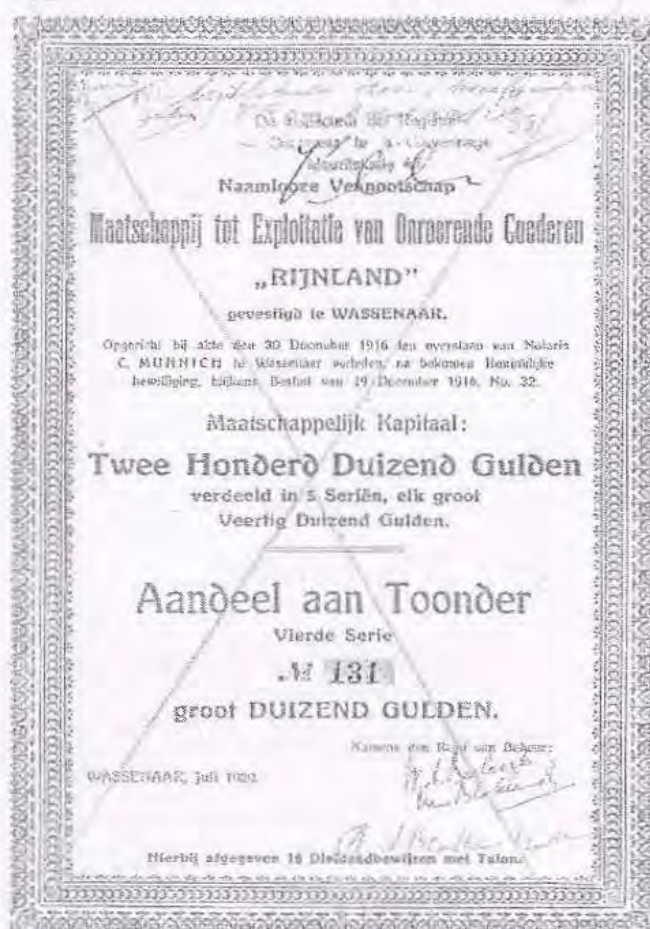 Naamlooze Vennootschap
Maatschappij tot Exploitatie van Onroerende Goederen
„RIJNLAND”
gevestigd te WASSENAAR.
Opgericht bij akte den 30 December 1916 ten overstaan van Notaris
C. MUNNICH te Wassenaar verleden, na bekomen Koninklijke
bewilliging, blijkens Besluit van 19 December 1916, No. 32.
Maatschappelijk Kapitaal:
Twee Honderd Duizend Gulden
verdeeld in 5 Seriën, elk groot
Veertig Duizend Gulden.
Aandeel aan Toonder
Vierde Serie
№ 131
groot DUIZEND GULDEN.
Namens den Raad van Beheer:
WASSENAAR, Juli 1920.
Hierbij afgegeven 16 Dividendbewijzen met Talon.